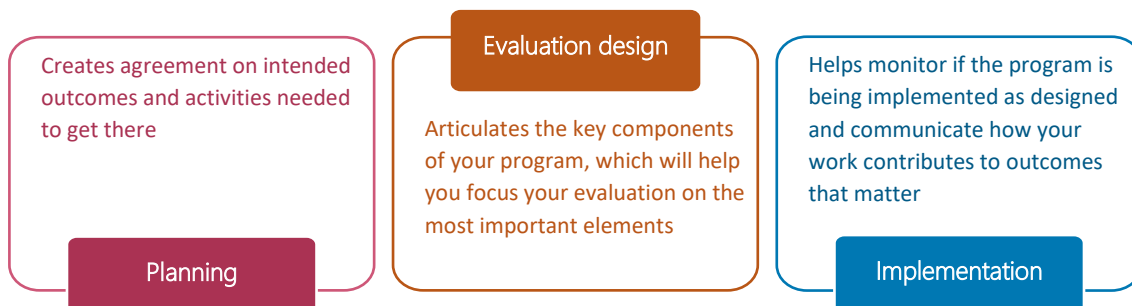 Creates agreement on intended
outcomes and activities needed
to get there
Planning
Evaluation design
Articulates the key components
of your program, which will help
you focus your evaluation on the
most important elements
Helps monitor if the program is
being implemented as designed
and communicate how your
work contributes to outcomes
that matter
Implementation